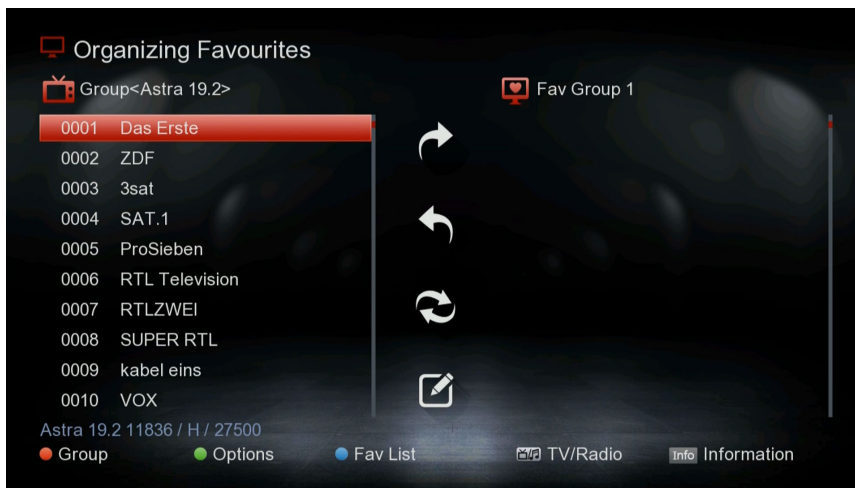 Organizing Favourites
Group<Astra 19.2>
Fav Group 1
0001 Das Erste
0002 ZDF
0003 3sat
0004 SAT.1
0005 ProSieben
0006 RTL Television
0007 RTLZWEI
0008 SUPER RTL
0009 kabel eins
0010 VOX
Astra 19.2 11836 / H / 27500
Group Options Fav List TV/Radio Info Information